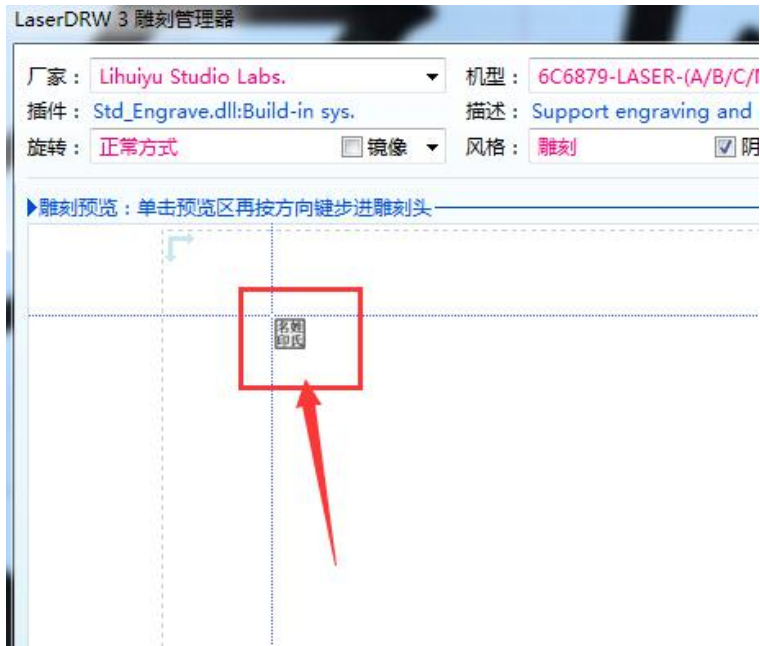 LaserDRW 3 雕刻管理器
厂家： Lihuiyu Studio Labs. 机型： 6C6879-LASER-(A/B/C/M
插件： Std_Engrave.dll:Build-in sys. 描述： Support engraving and
旋转： 正常方式 镜像 风格： 雕刻 阴
雕刻预览：单击预览区再按方向键步进雕刻头
名姓
印氏